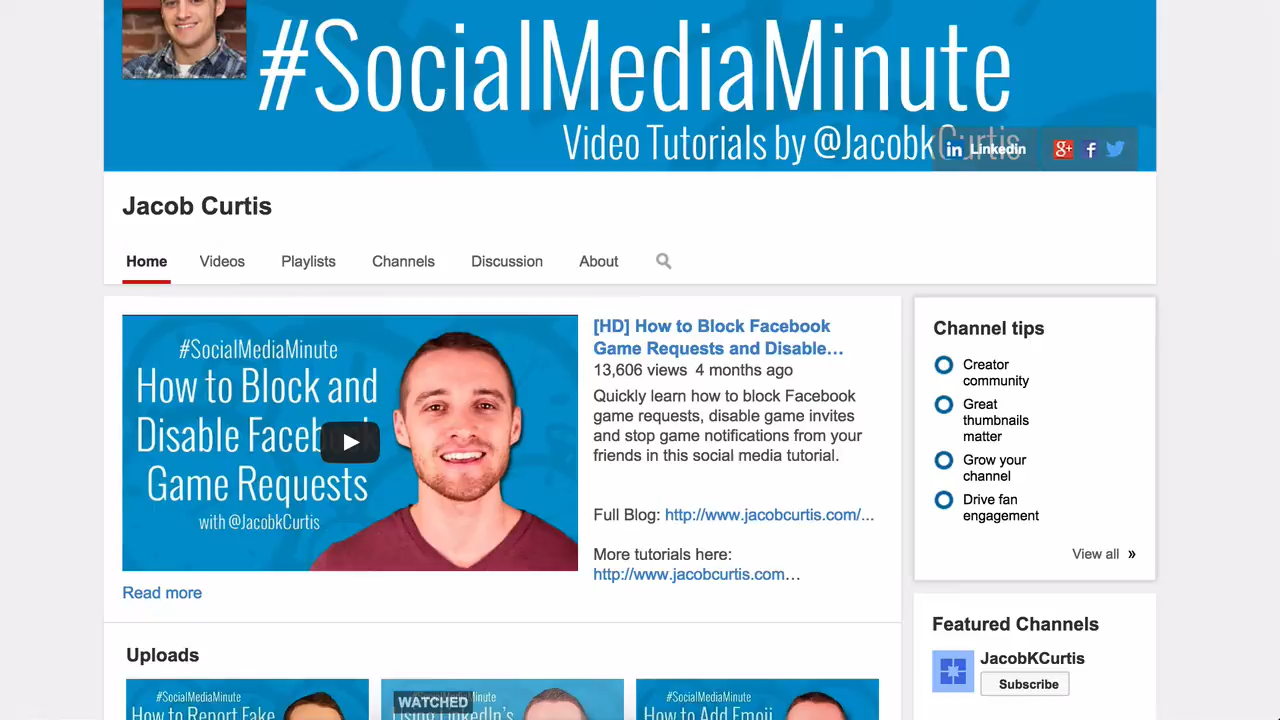 #SocialMediaMinute
Video Tutorials by @JacobkCurtis
Linkedin
Jacob Curtis
Home Videos Playlists Channels Discussion About
#SocialMediaMinute
How to Block and
Disable Facebook
Game Requests
with @JacobkCurtis
[HD] How to Block Facebook
Game Requests and Disable...
13,606 views 4 months ago
Quickly learn how to block Facebook
game requests, disable game invites
and stop game notifications from your
friends in this social media tutorial.
Full Blog: http://www.jacobcurtis.com/...
More tutorials here:
http://www.jacobcurtis.com...
Read more
Channel tips
Creator
community
Great
thumbnails
matter
Grow your
channel
Drive fan
engagement
View all »
Featured Channels
JacobKCurtis
Subscribe
Uploads
#SocialMediaMinute
How to Report Fake
WATCHED
Using LinkedIn's
#SocialMediaMinute
How to Add Emoji